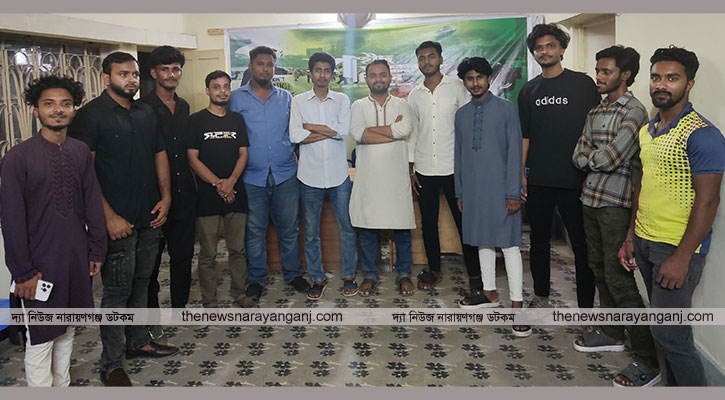 adidas
দ্যা নিউজ নারায়ণগঞ্জ ডটকম thenewsnarayanganj.com দ্যা নিউজ নারায়ণগঞ্জ ডটকম thenewsnarayanganj.com